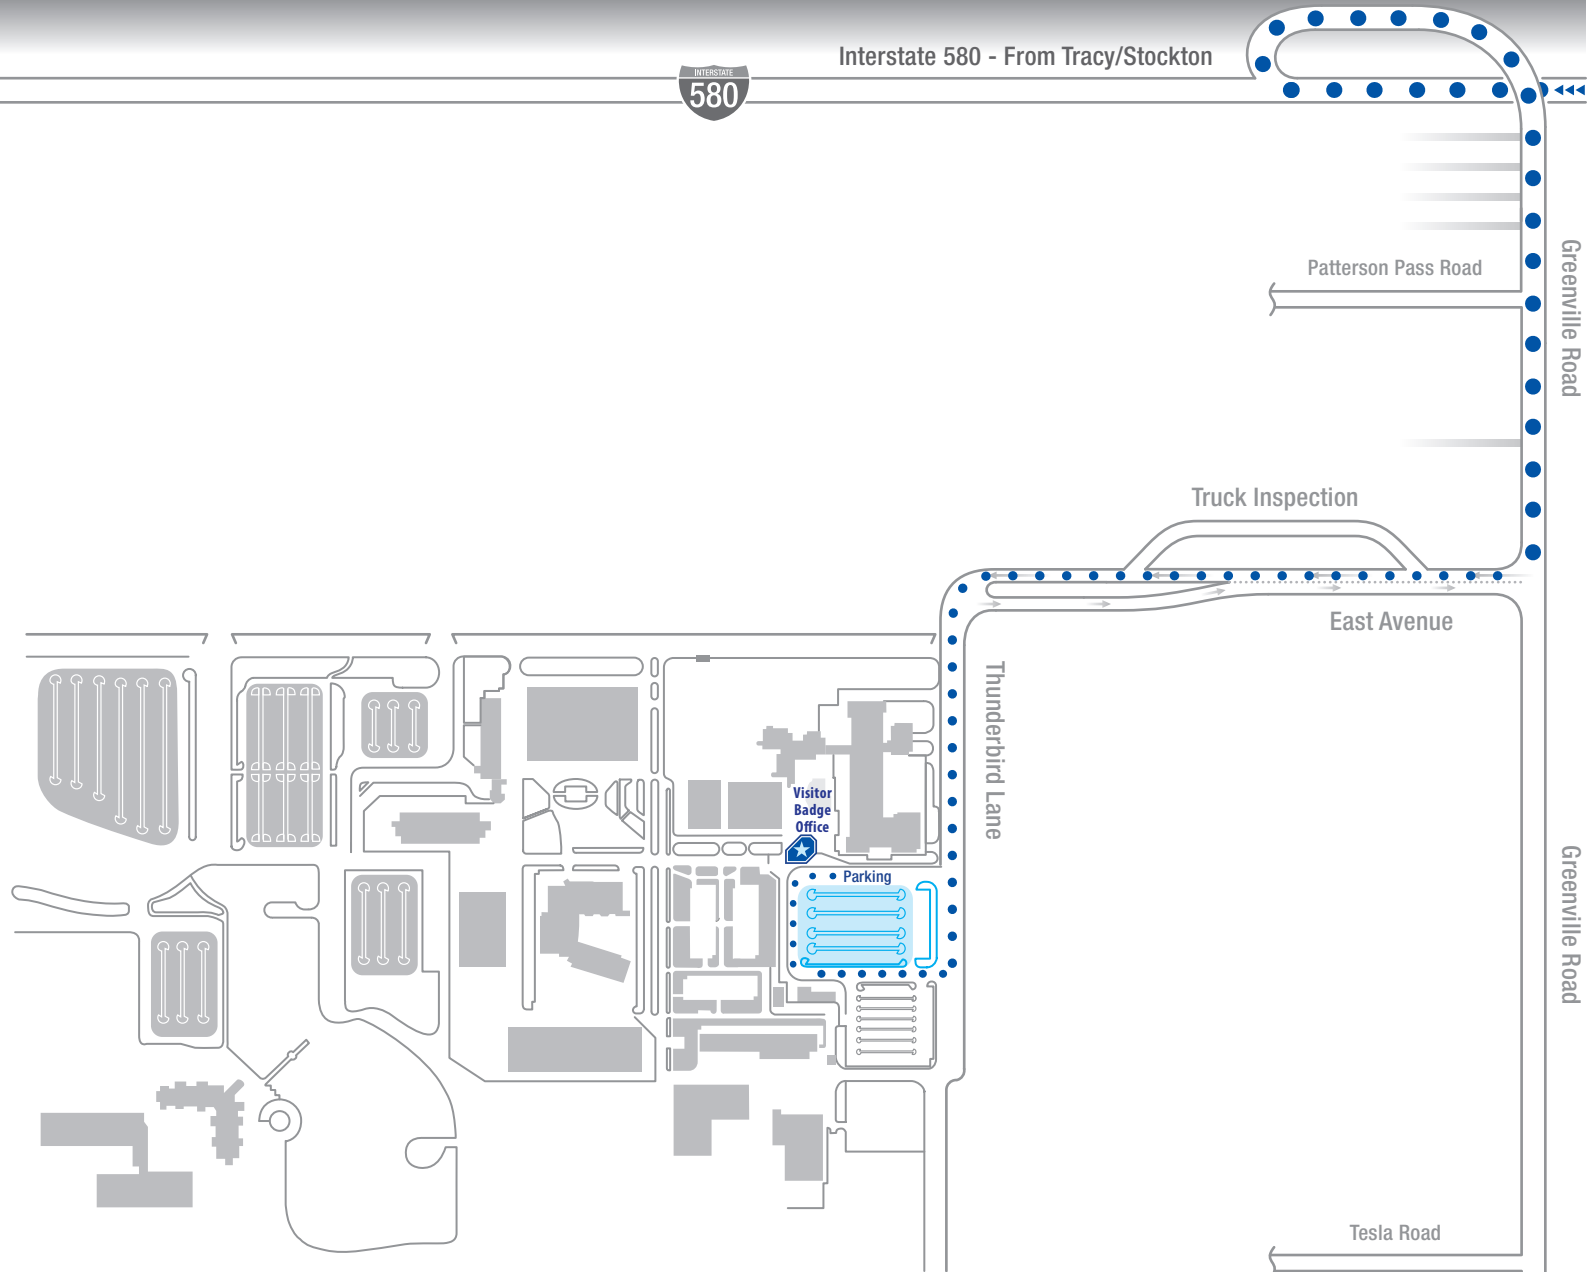 Interstate 580 - From Tracy/Stockton
INTERSTATE
580
Patterson Pass Road
Greenville Road
Truck Inspection
East Avenue
Thunderbird Lane
Visitor
Badge
Office
Parking
Greenville Road
Tesla Road